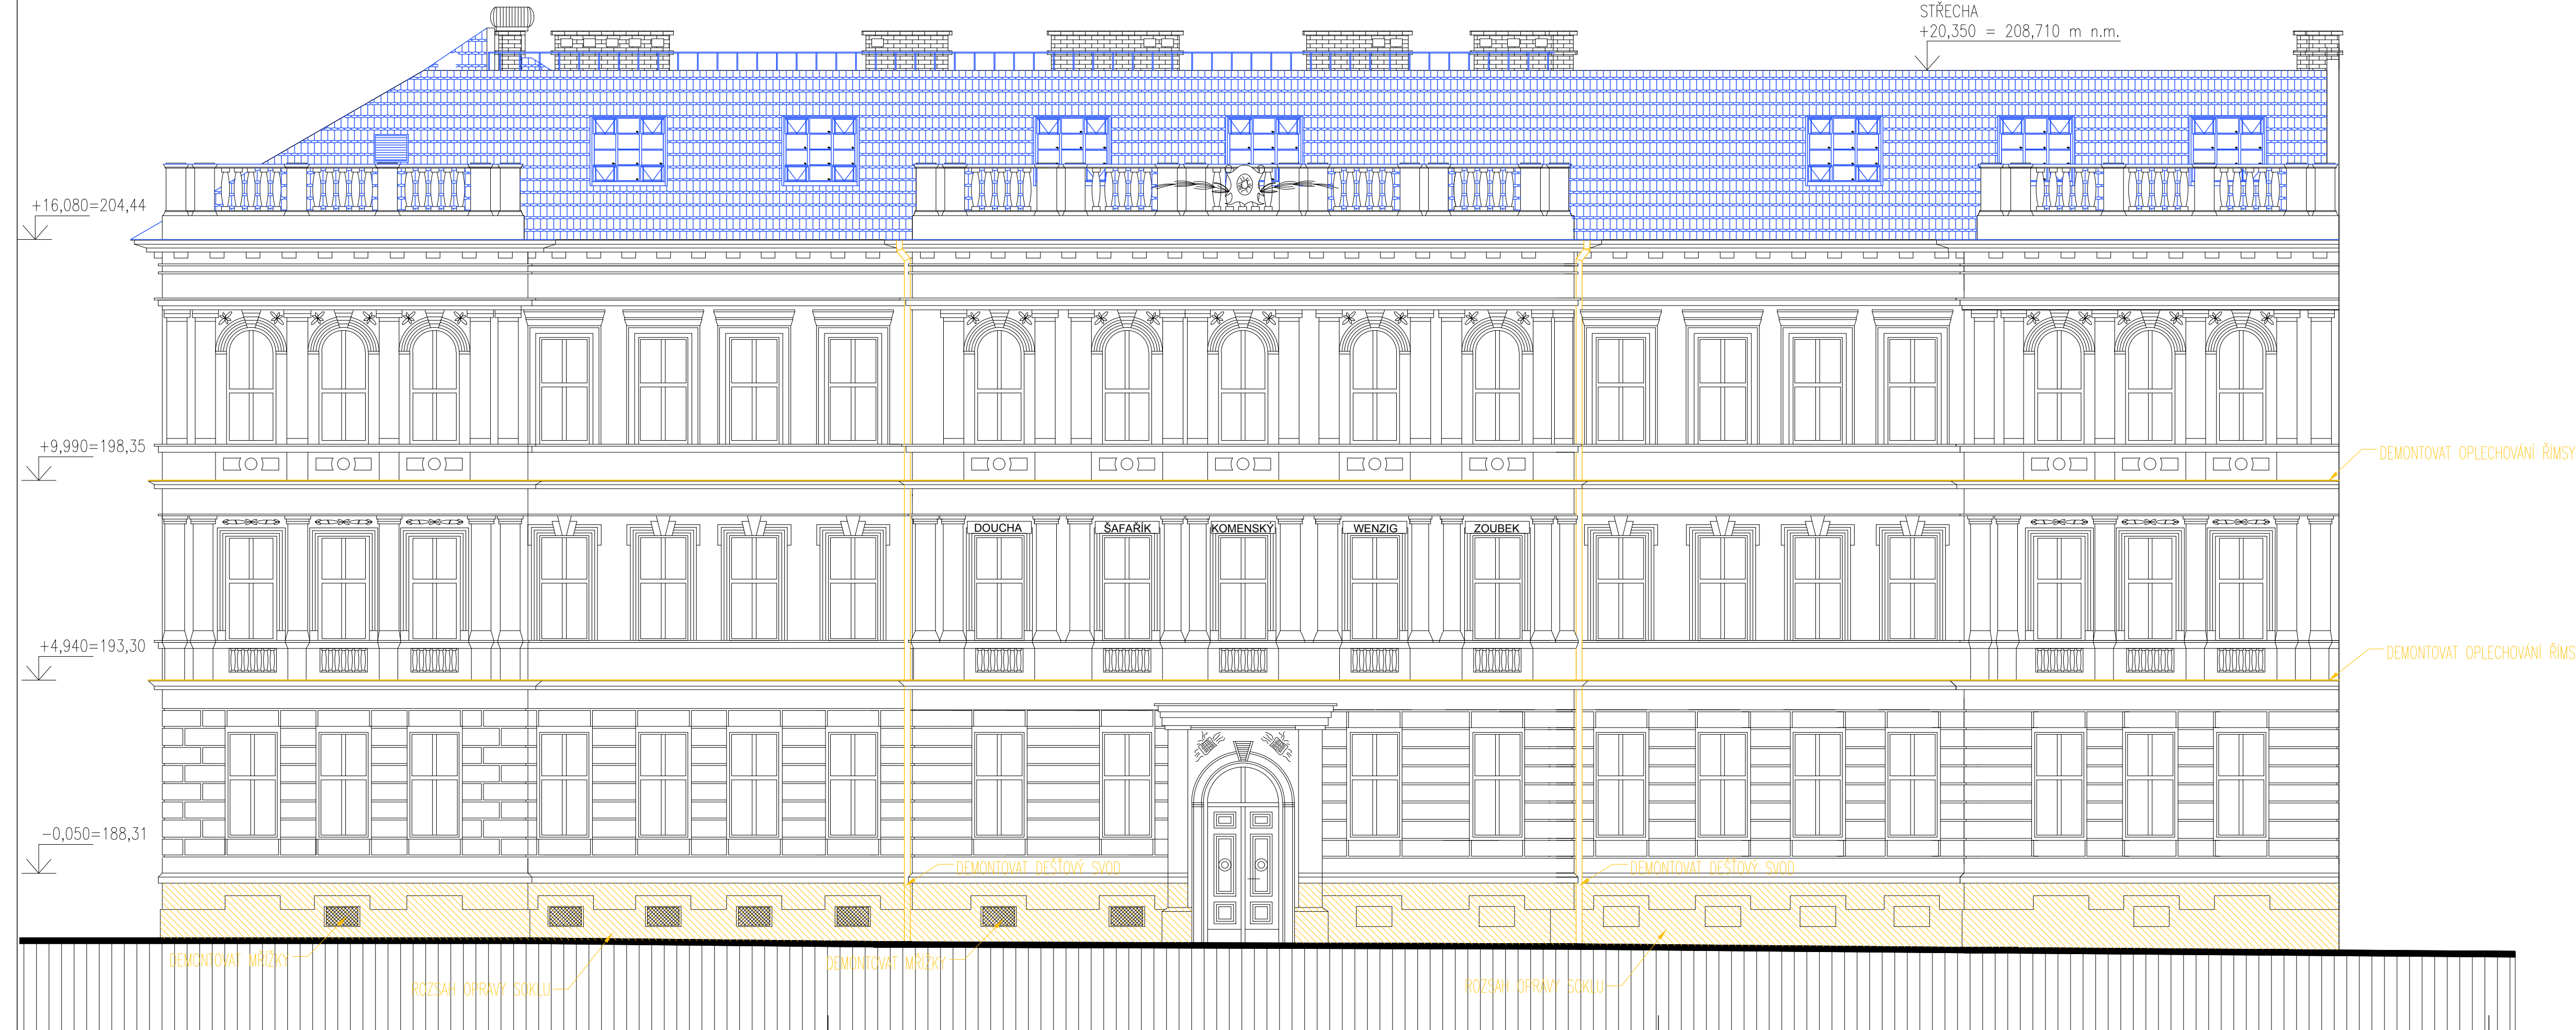 STŘECHA
+20,350 = 208,710 m n.m.
+16,080=204,44
+9,990=198,35
DEMONTOVAT OPLECHOVÁNÍ ŘÍMSY
DOUCHA
ŠAFAŘÍK
KOMENSKÝ
WENZIG
ZOUBEK
+4,940=193,30
DEMONTOVAT OPLECHOVÁNÍ ŘÍMS
-0,050=188,31
DEMONTOVAT DEŠŤOVÝ SVOD
DEMONTOVAT DEŠŤOVÝ SVOD
DEMONTOVAT MŘÍŽKY
DEMONTOVAT MŘÍŽKY
ROZSAH OPRAVY SOKLU
ROZSAH OPRAVY SOKLU